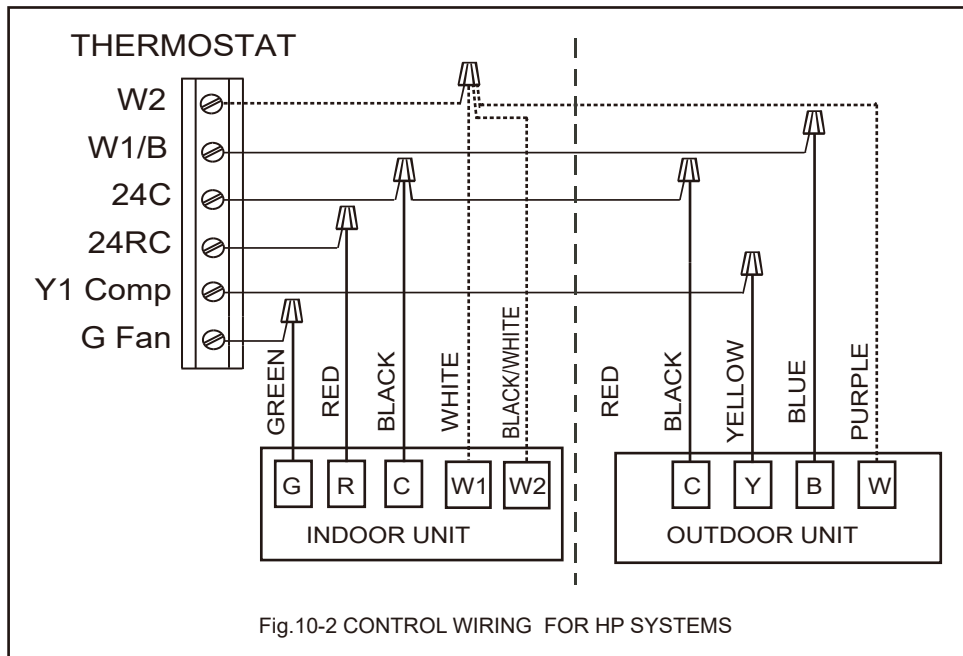 THERMOSTAT
W2
W1/B
24C
24RC
Y1 Comp
G Fan
GREEN
RED
BLACK
WHITE
BLACK/WHITE
RED
BLACK
YELLOW
BLUE
PURPLE
G R C W1 W2
INDOOR UNIT
C Y B W
OUTDOOR UNIT
Fig.10-2 CONTROL WIRING FOR HP SYSTEMS